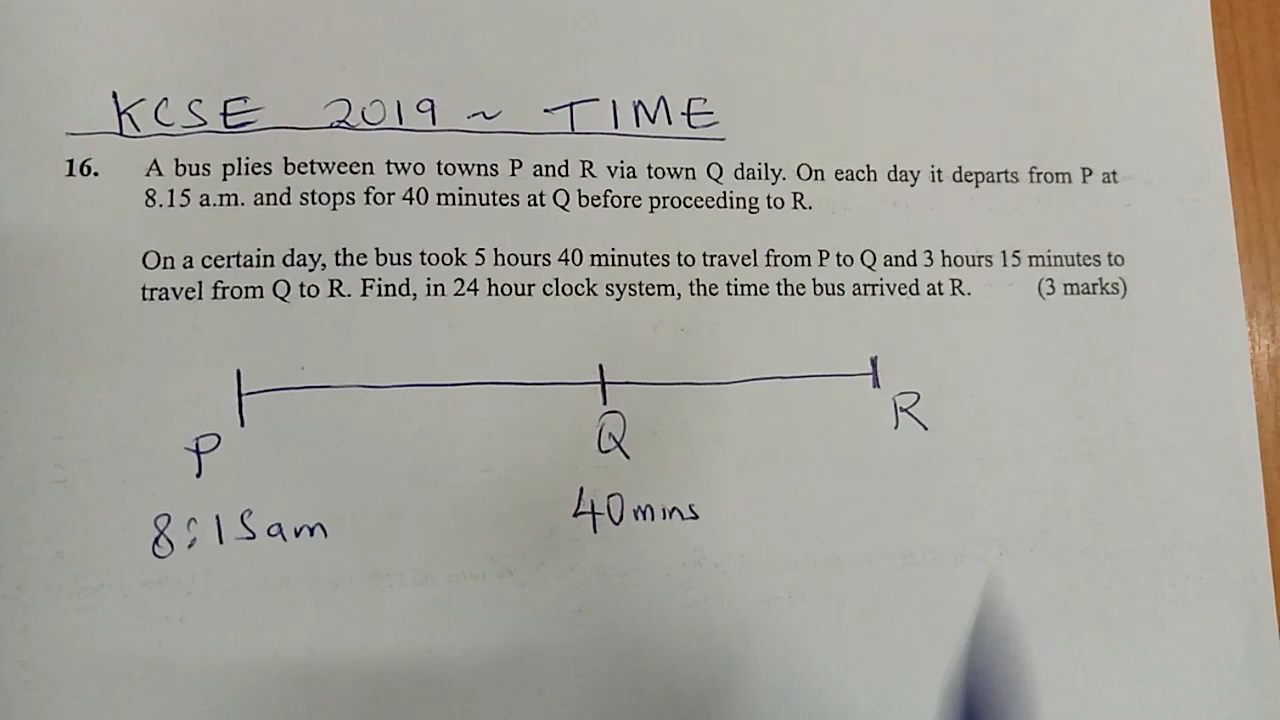 KCSE 2019 ~ TIME
16. A bus plies between two towns P and R via town Q daily. On each day it departs from P at
8.15 a.m. and stops for 40 minutes at Q before proceeding to R.
On a certain day, the bus took 5 hours 40 minutes to travel from P to Q and 3 hours 15 minutes to
travel from Q to R. Find, in 24 hour clock system, the time the bus arrived at R. (3 marks)
P Q R
8:15am 40mins